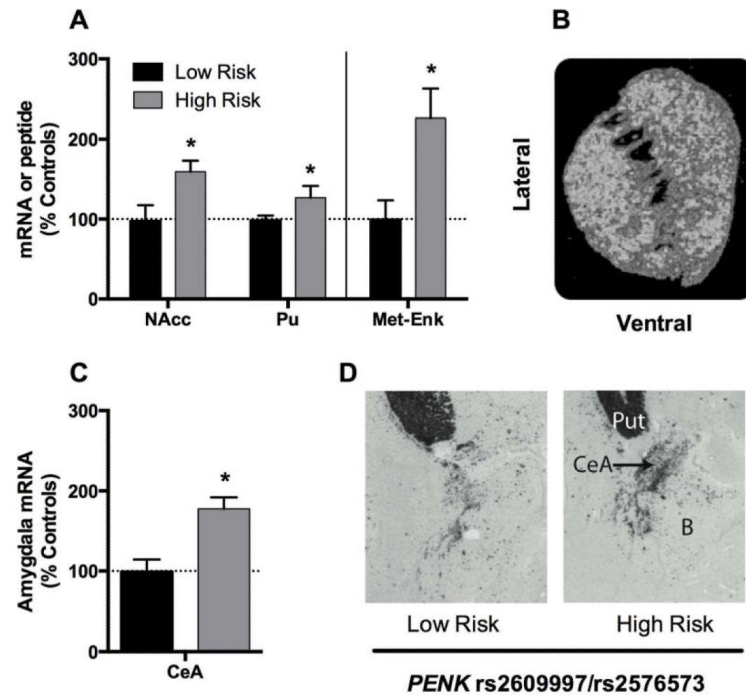 A
mRNA or peptide
(% Controls)
300
200
100
0
Low Risk
High Risk
*
*
*
NAcc
Pu
Met-Enk
B
Lateral
Ventral
C
Amygdala mRNA
(% Controls)
300
200
100
0
*
CeA
D
Put
CeA
B
Low Risk
High Risk
PENK rs2609997/rs2576573